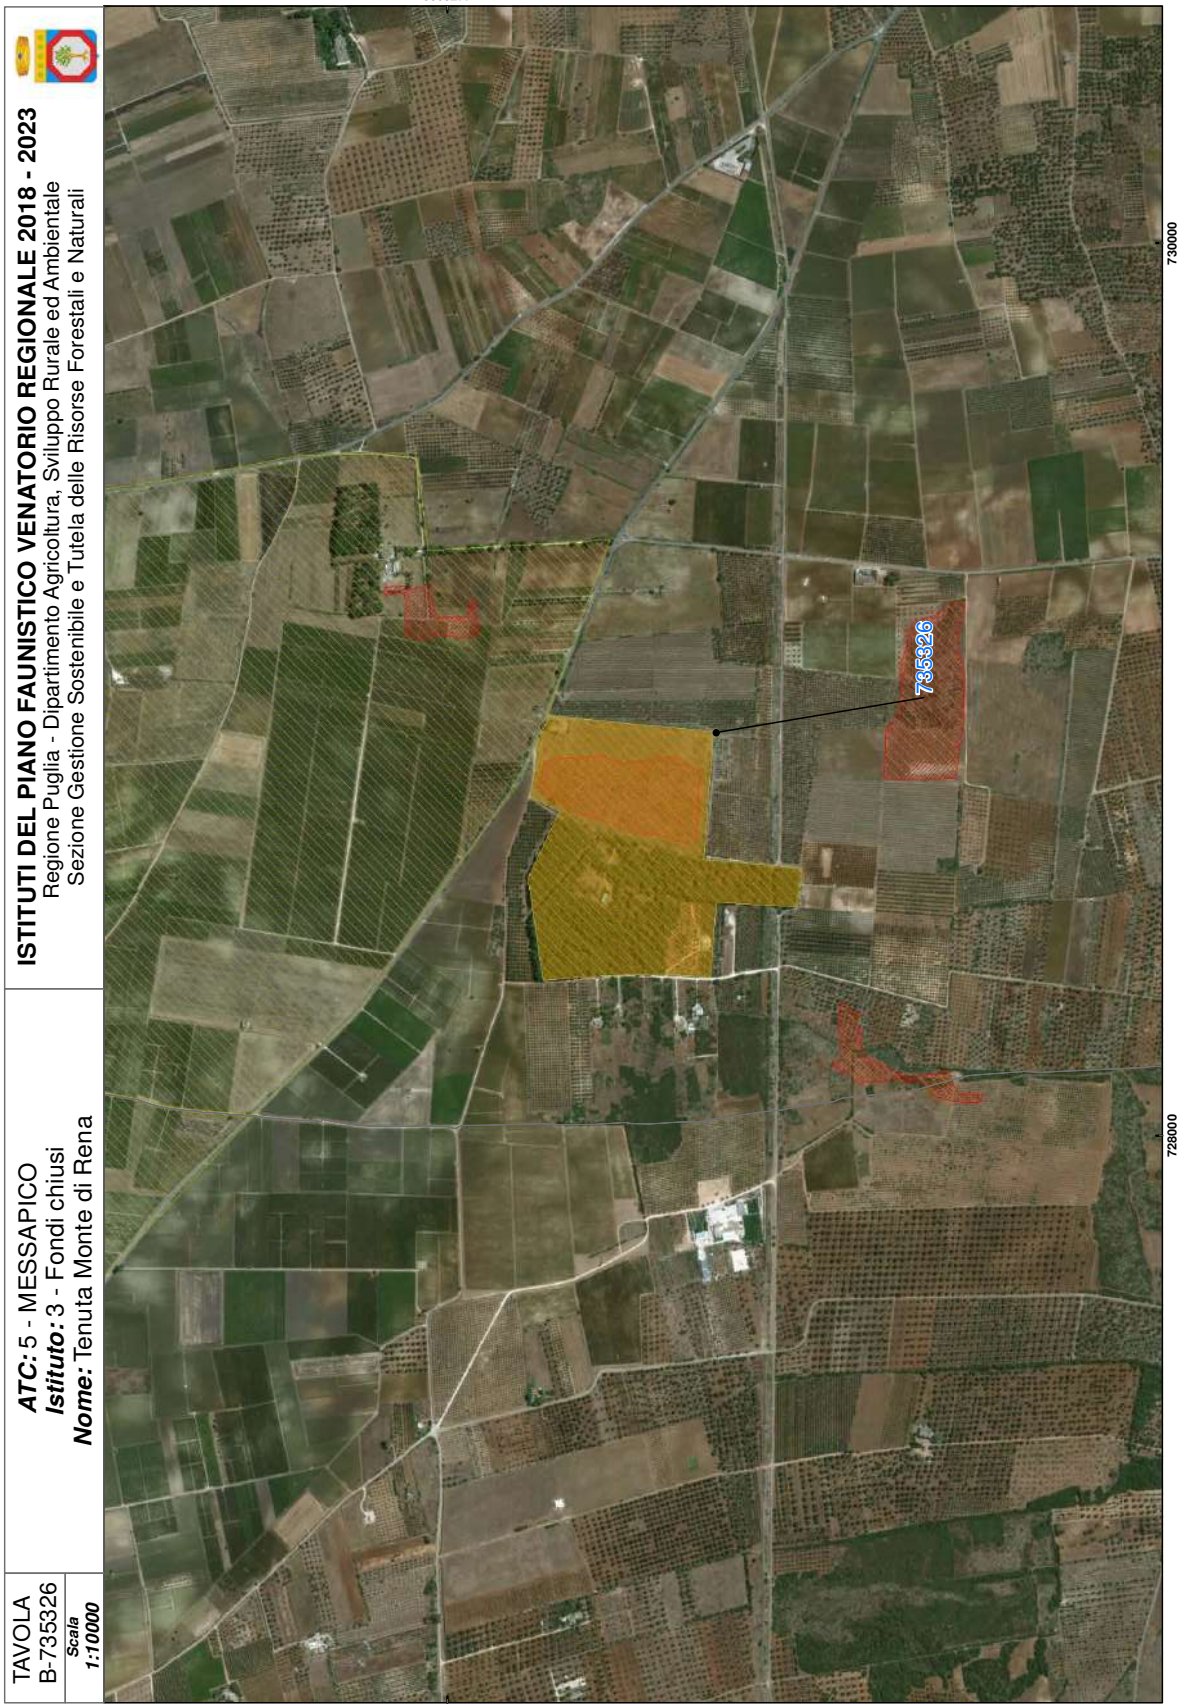 TAVOLA
B-735326
Scala
1:10000
ATC: 5 - MESSAPICO
Istituto: 3 - Fondi chiusi
Nome: Tenuta Monte di Rena
ISTITUTI DEL PIANO FAUNISTICO VENATORIO REGIONALE 2018 - 2023
Regione Puglia - Dipartimento Agricoltura, Sviluppo Rurale ed Ambientale
Sezione Gestione Sostenibile e Tutela delle Risorse Forestali e Naturali
735326
728000
730000